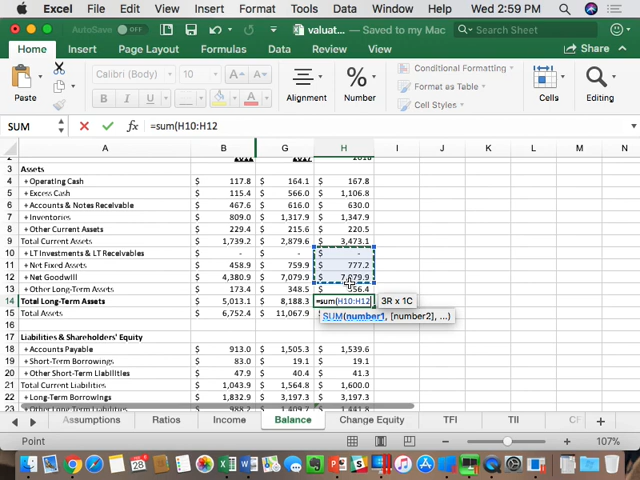 Excel File Edit View Insert Format Tools Data Wed 2:59 PM
AutoSave OFF valuat... — Saved to my Mac Search Sheet
Home Insert Page Layout Formulas Data Review View Share
Calibri (Body) 10 A A Conditional Formatting
Format as Table
B I U A Cell Styles
Paste Alignment Number Cells Editing
SUM fx =sum(H10:H12
A B G H I J K L M N
3 Assets
4 + Operating Cash $ 117.8 $ 164.1 $ 167.8
5 + Excess Cash $ 115.4 $ 566.0 $ 1,106.8
6 + Accounts & Notes Receivable $ 467.6 $ 616.0 $ 630.0
7 + Inventories $ 809.0 $ 1,317.9 $ 1,347.9
8 + Other Current Assets $ 229.4 $ 215.6 $ 220.5
9 Total Current Assets $ 1,739.2 $ 2,879.6 $ 3,473.1
10 + LT Investments & LT Receivables $ - $ - $ -
11 + Net Fixed Assets $ 458.9 $ 759.9 $ 777.2
12 + Net Goodwill $ 4,380.9 $ 7,079.9 $ 7,079.9
13 + Other Long-Term Assets $ 173.4 $ 348.5 $ 356.4
14 Total Long-Term Assets $ 5,013.1 $ 8,188.3 =sum(H10:H12 3R x 1C
15 Total Assets $ 6,752.4 $ 11,067.9 SUM(number1, [number2], ...)
16
17 Liabilities & Shareholders' Equity
18 + Accounts Payable $ 913.0 $ 1,505.3 $ 1,539.6
19 + Short-Term Borrowings $ 83.0 $ 19.1 $ 19.1
20 + Other Short-Term Liabilities $ 47.9 $ 40.4 $ 41.3
21 Total Current Liabilities $ 1,043.9 $ 1,564.8 $ 1,600.0
22 + Long-Term Borrowings $ 1,832.9 $ 3,197.3 $ 3,197.3
Assumptions Ratios Income Balance Change Equity TFI TII CF
Point 107%